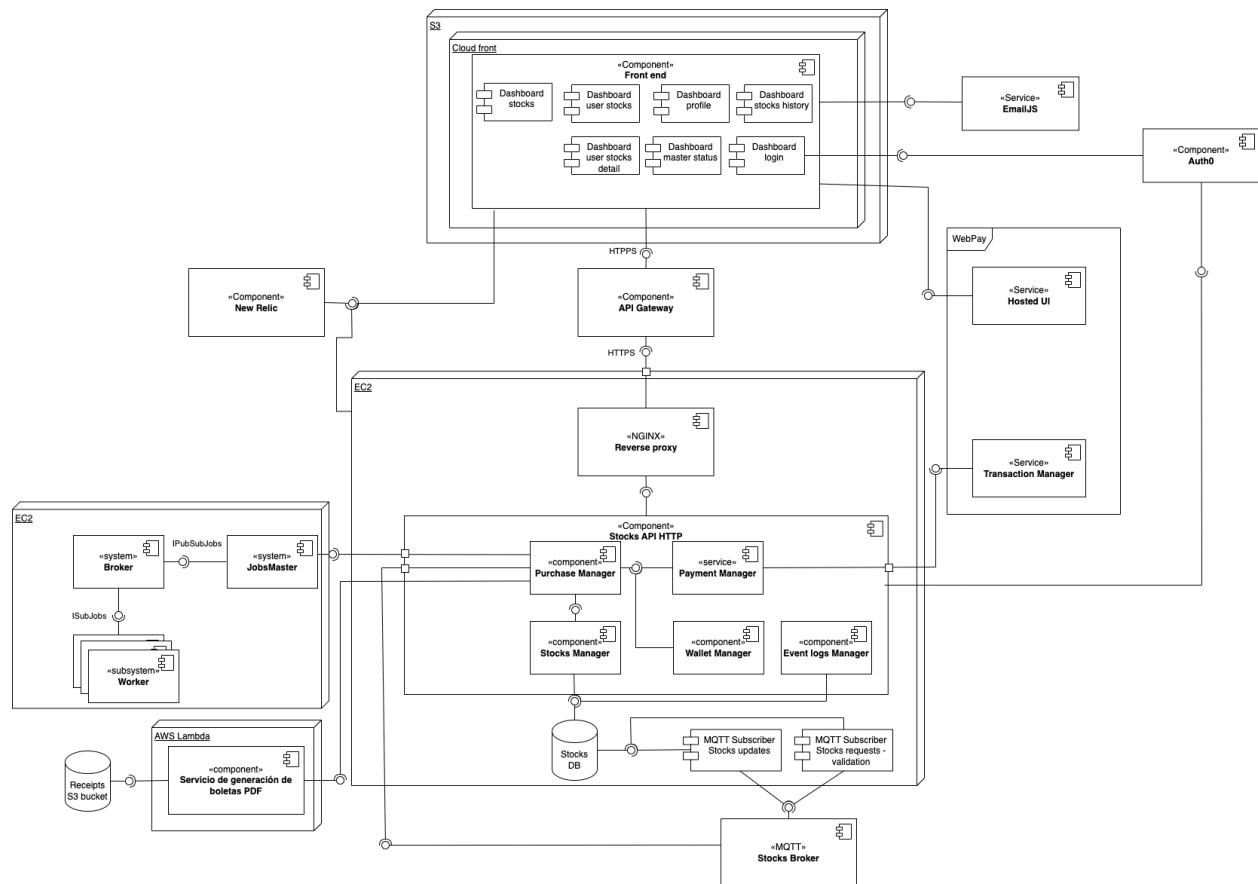 S3
Cloud front
«Component»
Front end
Dashboard
stocks
Dashboard
user stocks
Dashboard
profile
Dashboard
stocks history
Dashboard
user stocks
detail
Dashboard
master status
Dashboard
login
«Service»
EmailJS
«Component»
Auth0
HTPPS
WebPay
«Component»
New Relic
«Component»
API Gateway
«Service»
Hosted UI
HTTPS
EC2
«NGINX»
Reverse proxy
«Service»
Transaction Manager
EC2
«Component»
Stocks API HTTP
«system»
Broker
IPubSubJobs
«system»
JobsMaster
«component»
Purchase Manager
«service»
Payment Manager
ISubJobs
«subsystem»
Worker
«component»
Stocks Manager
«component»
Wallet Manager
«component»
Event logs Manager
AWS Lambda
Stocks
DB
MQTT Subscriber
Stocks updates
MQTT Subscriber
Stocks requests -
validation
Receipts
S3 bucket
«component»
Servicio de generación de
boletas PDF
«MQTT»
Stocks Broker